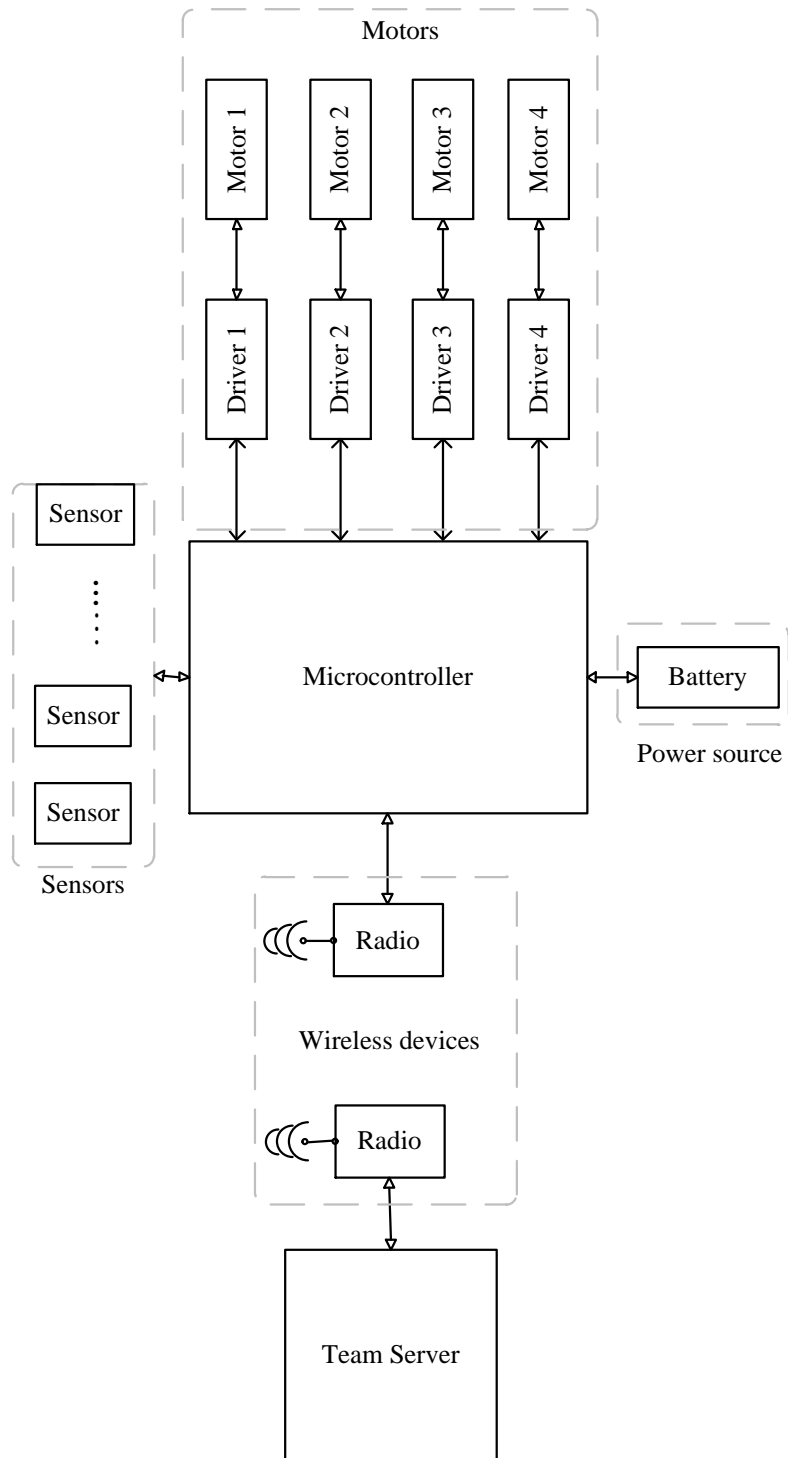 Motors
Motor 1
Motor 2
Motor 3
Motor 4
Driver 1
Driver 2
Driver 3
Driver 4
Sensor
Sensor
Sensor
Sensors
Microcontroller
Battery
Power source
Radio
Wireless devices
Radio
Team Server